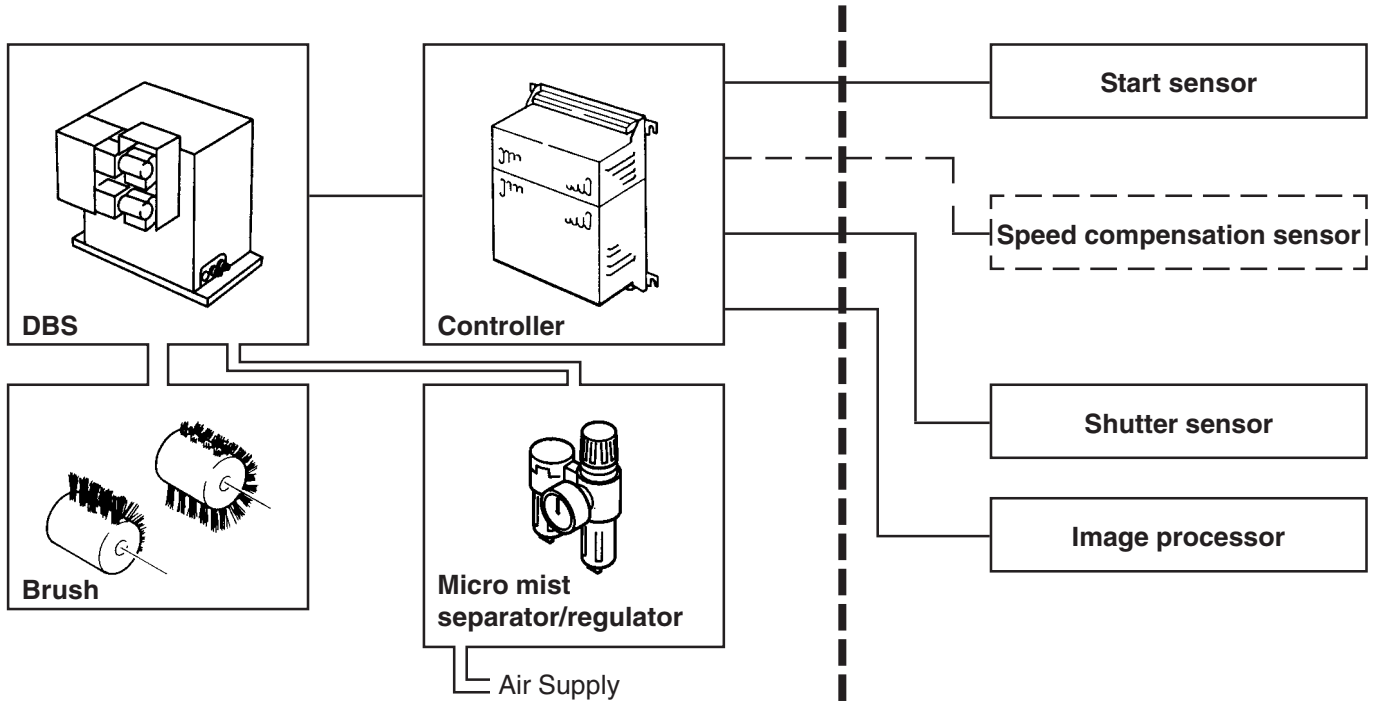 DBS
Controller
Start sensor
Speed compensation sensor
Shutter sensor
Image processor
Brush
Micro mist
separator/regulator
Air Supply